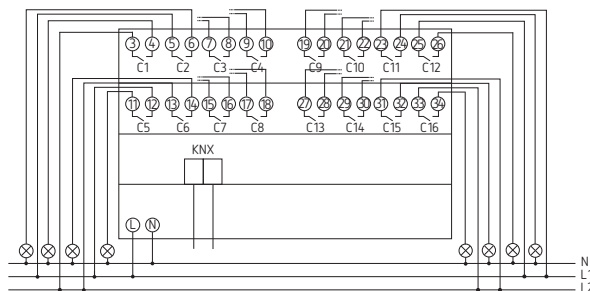 3 4 5 6 7 8 9 10 19 20 21 22 23 24 25 26
C1 C2 C3 C4 C9 C10 C11 C12
11 12 13 14 15 16 17 18 27 28 29 30 31 32 33 34
C5 C6 C7 C8 C13 C14 C15 C16
KNX
L N
N
L1
L2